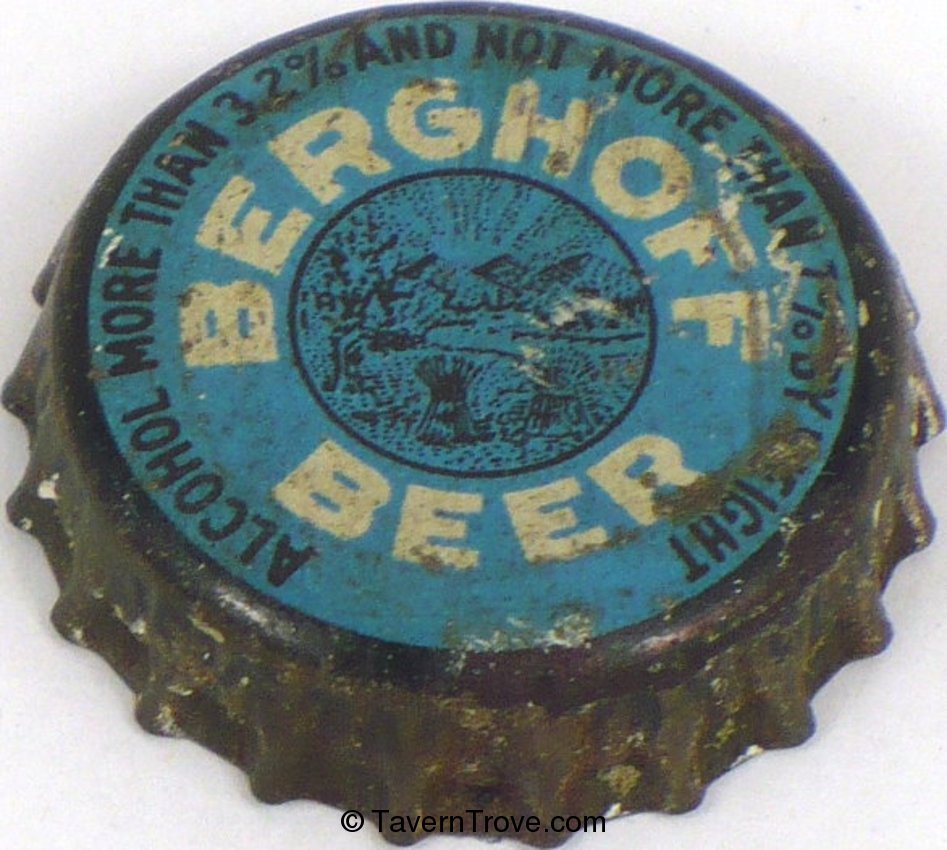 ALCOHOL MORE THAN 3.2% AND NOT MORE THAN 7% BY WEIGHT
BERGHOFF
BEER
© TavernTrove.com